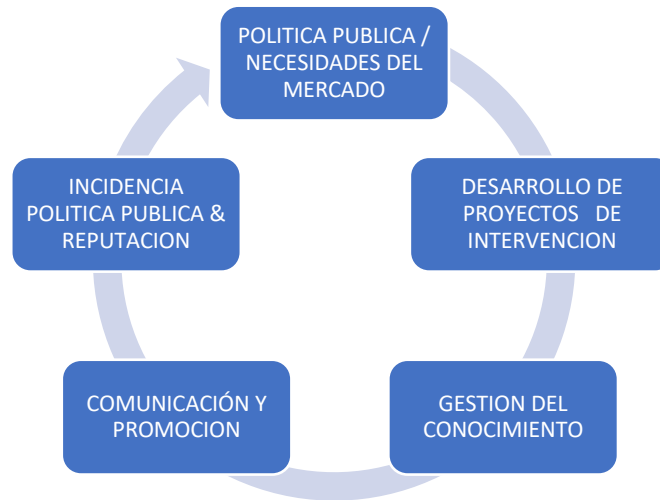 POLITICA PUBLICA /
NECESIDADES DEL
MERCADO
DESARROLLO DE
PROYECTOS DE
INTERVENCION
GESTION DEL
CONOCIMIENTO
COMUNICACIÓN Y
PROMOCION
INCIDENCIA
POLITICA PUBLICA &
REPUTACION